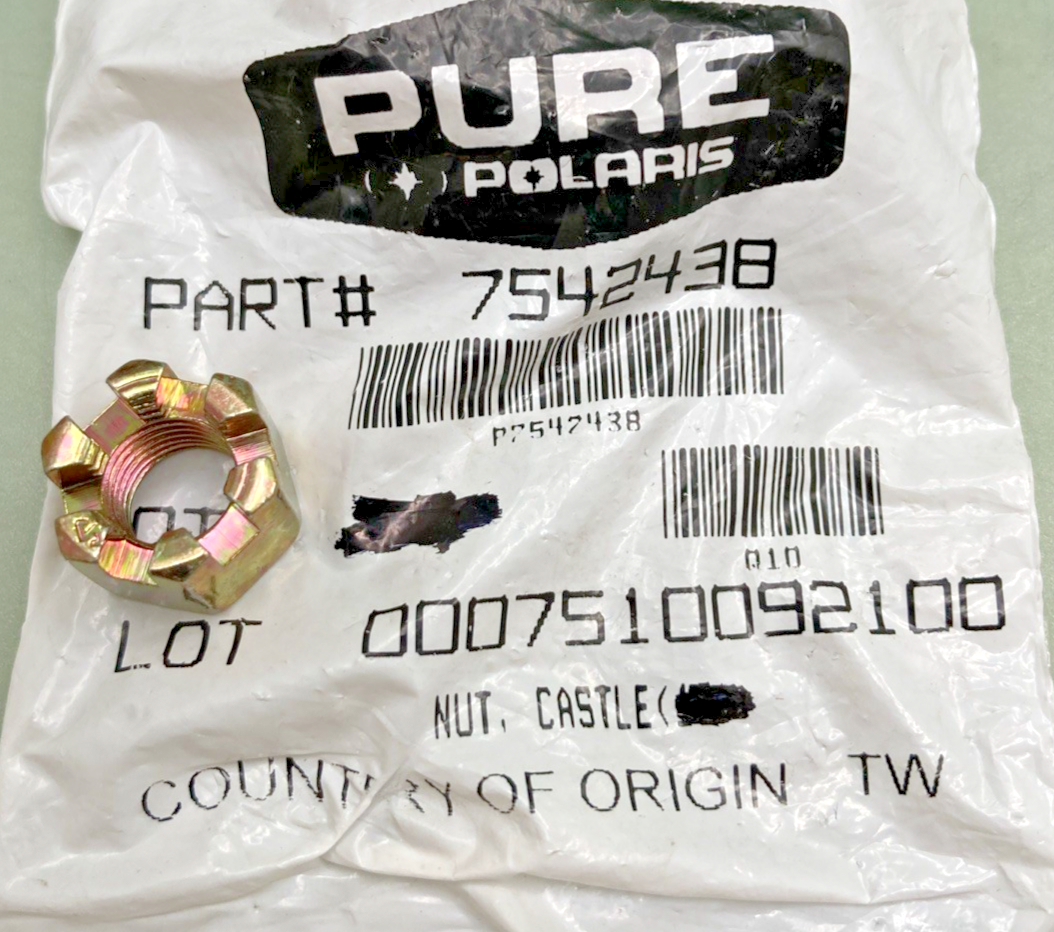 PURE
POLARIS
PART# 7542438
P7542438
Q10
LOT 0007510092100
NUT, CASTLE(
COUNTRY OF ORIGIN TW